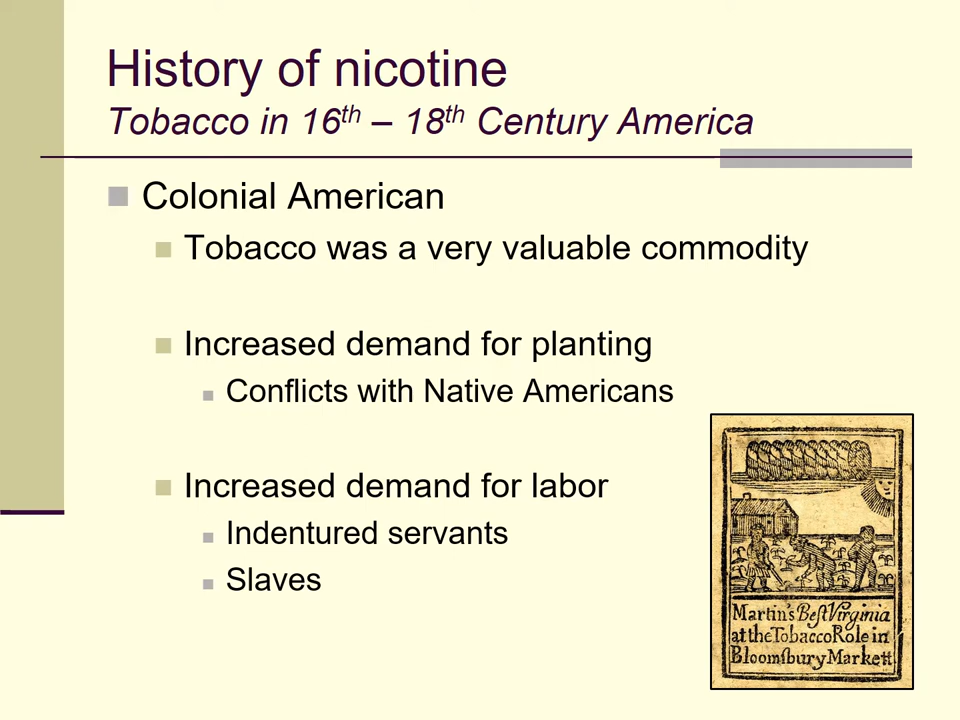 History of nicotine
Tobacco in 16th – 18th Century America
Colonial American
Tobacco was a very valuable commodity
Increased demand for planting
Conflicts with Native Americans
Increased demand for labor
Indentured servants
Slaves
Martin's Beſt Virginia
at the Tobacco Role in
Bloomſbury Markett